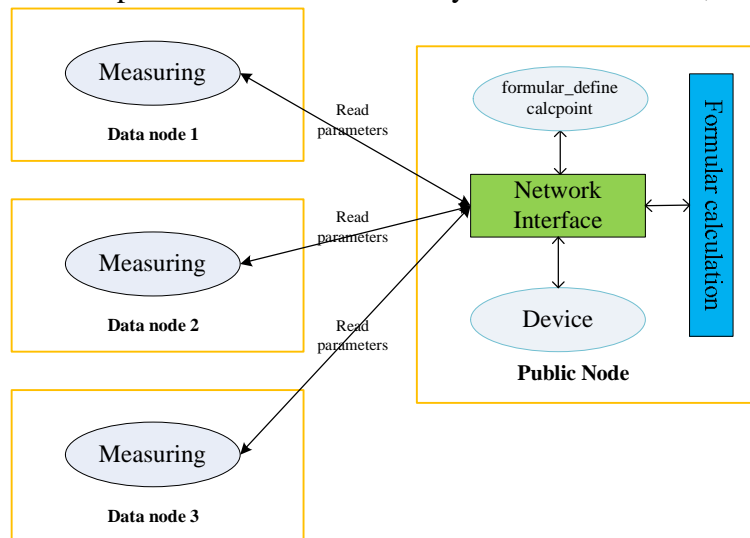 Measuring
Data node 1
Read
parameters
formular_define
calcpoint
Formular calculation
Network
Interface
Measuring
Data node 2
Read
parameters
Device
Public Node
Read
parameters
Measuring
Data node 3